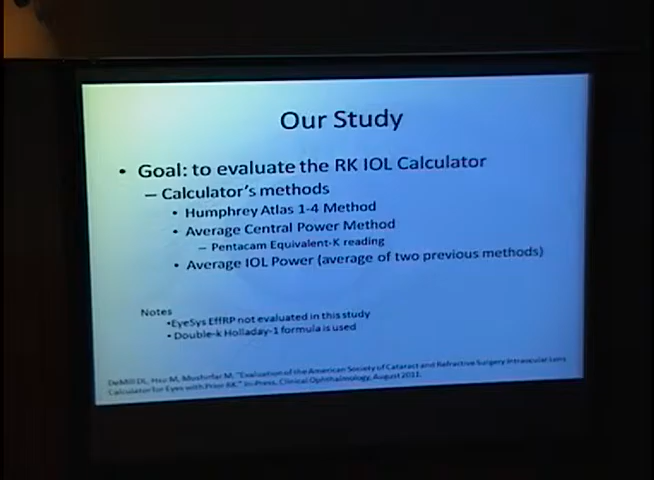 Our Study
• Goal: to evaluate the RK IOL Calculator
– Calculator's methods
• Humphrey Atlas 1-4 Method
• Average Central Power Method
– Pentacam Equivalent-K reading
• Average IOL Power (average of two previous methods)
Notes
•EyeSys EffRP not evaluated in this study
• Double-k Holladay-1 formula is used
DeMill DL, Hsu M, Moshirfar M. "Evaluation of the American Society of Cataract and Refractive Surgery Intraocular Lens
Calculator for Eyes with Prior RK." In-Press, Clinical Ophthalmology, August 2011.